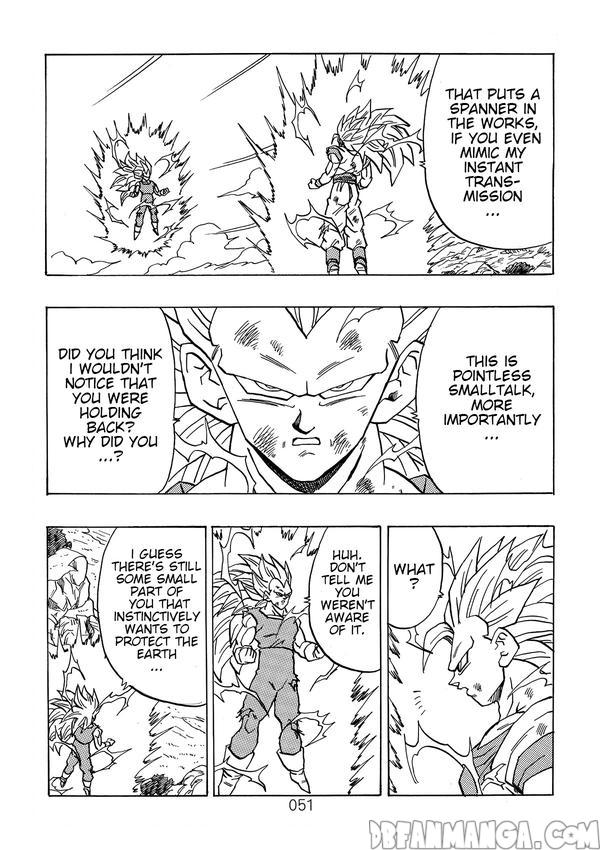 THAT PUTS A
SPANNER IN
THE WORKS,
IF YOU EVEN
MIMIC MY
INSTANT
TRANS-
MISSION
...
THIS IS
POINTLESS
SMALLTALK,
MORE
IMPORTANTLY
...
DID YOU THINK
I WOULDN'T
NOTICE THAT
YOU WERE
HOLDING
BACK?
WHY DID YOU
...?
WHAT
?
HUH.
DON'T
TELL ME
YOU
WEREN'T
AWARE
OF IT.
I GUESS
THERE'S STILL
SOME SMALL
PART OF
YOU THAT
INSTINCTIVELY
WANTS TO
PROTECT THE
EARTH
...
051
DBFANMANGA.COM